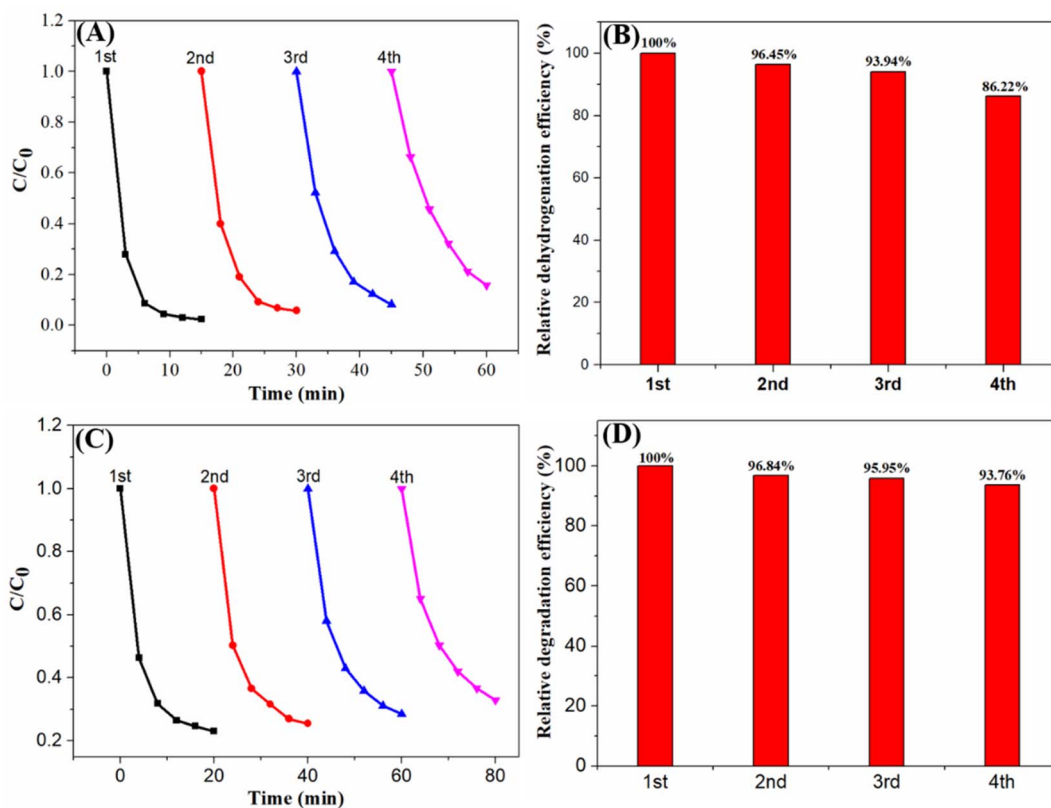 (A)
1st
2nd
3rd
4th
1.2
1.0
0.8
0.6
0.4
0.2
0.0
C/C0
0
10
20
30
40
50
60
Time (min)
(B)
100%
96.45%
93.94%
86.22%
100
80
60
40
20
0
Relative dehydrogenation efficiency (%)
1st
2nd
3rd
4th
(C)
1st
2nd
3rd
4th
1.2
1.0
0.8
0.6
0.4
0.2
C/C0
0
20
40
60
80
Time (min)
(D)
100%
96.84%
95.95%
93.76%
100
80
60
40
20
0
Relative degradation efficiency (%)
1st
2nd
3rd
4th